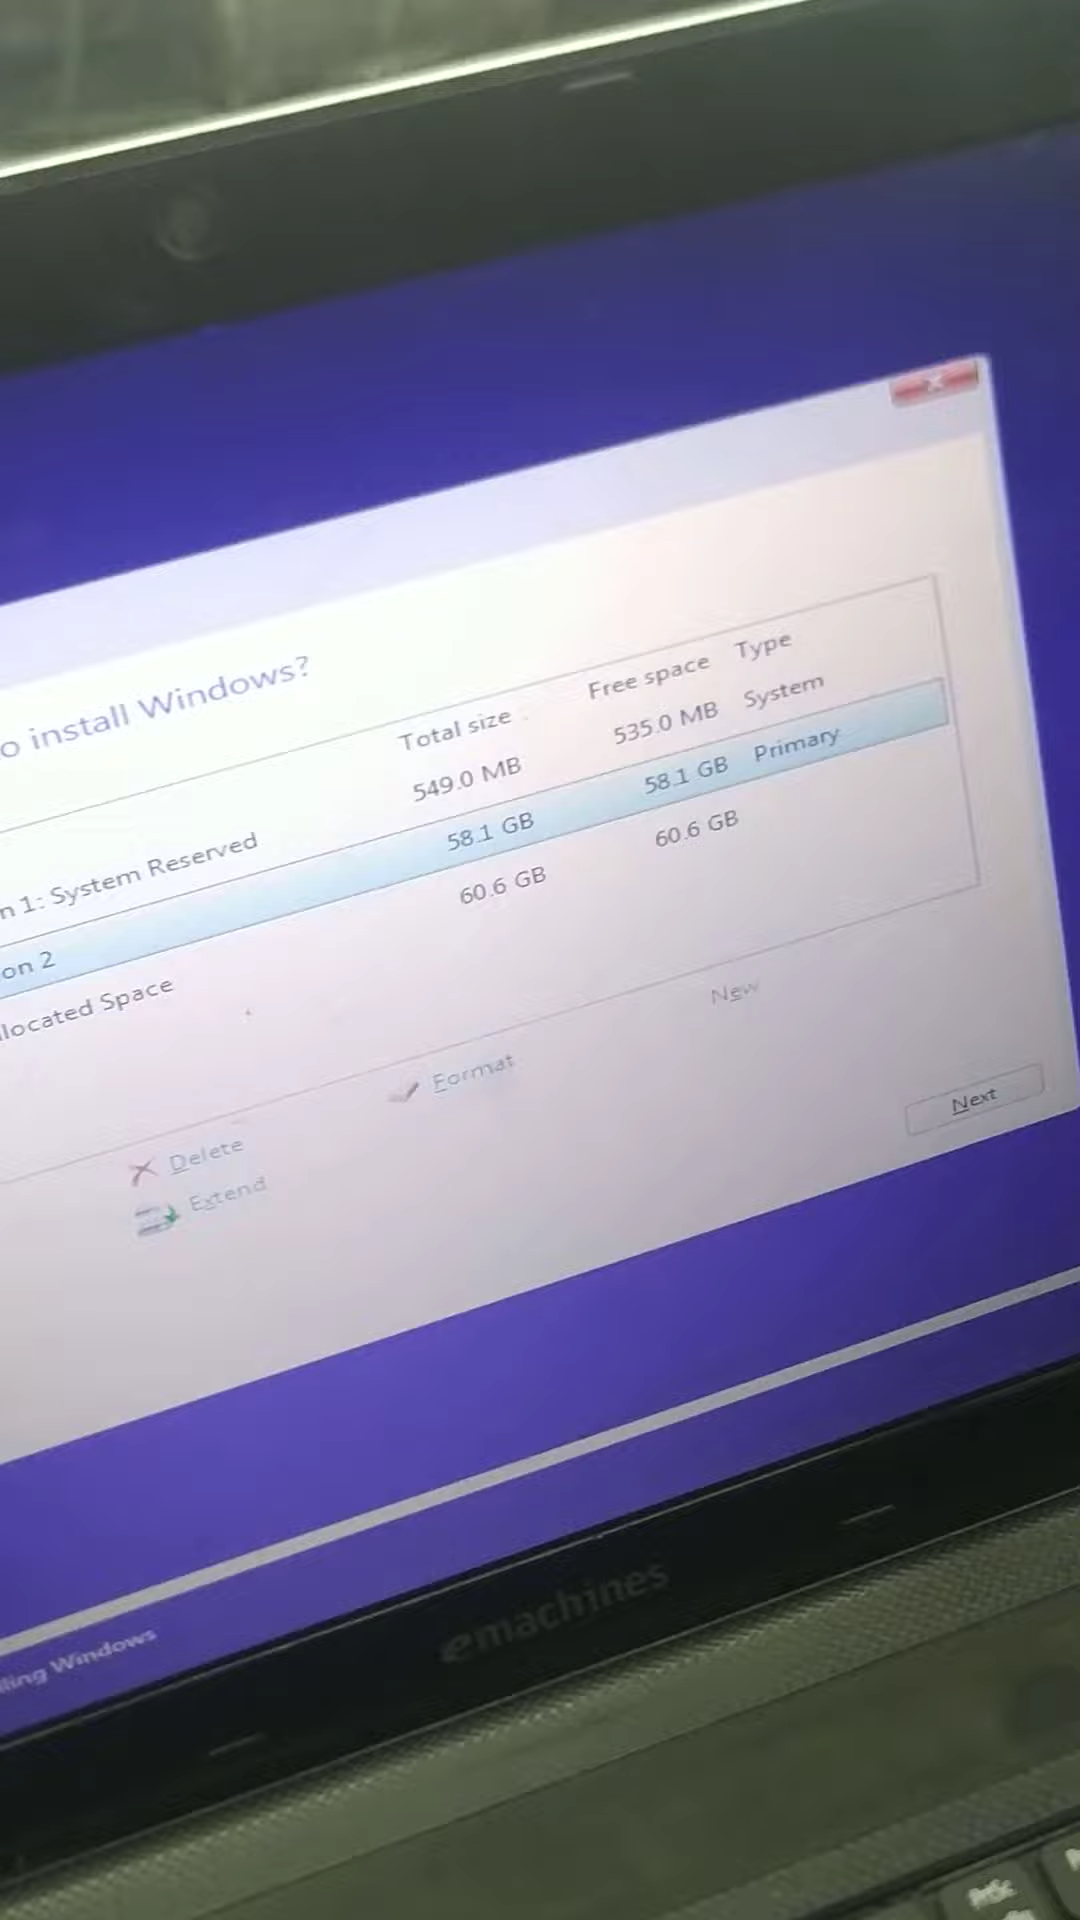 o install Windows?
Total size Free space Type
n 1: System Reserved 549.0 MB 535.0 MB System
on 2 58.1 GB 58.1 GB Primary
located Space 60.6 GB 60.6 GB
Delete Format New
Extend
Next
lling Windows
emachines